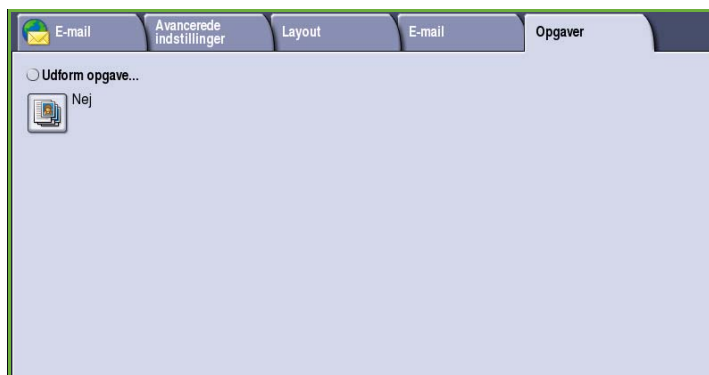 E-mail
Avancerede
indstillinger
Layout
E-mail
Opgaver
Udform opgave...
Nej